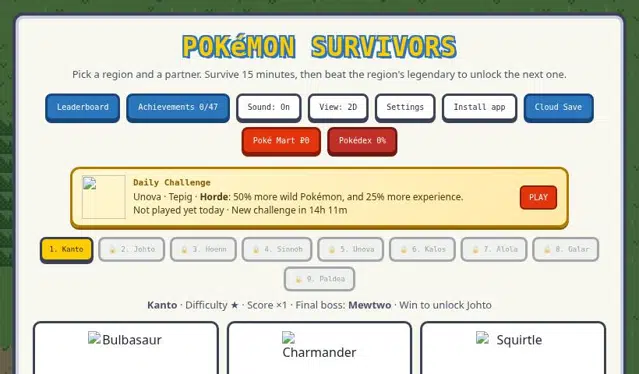 POKéMON SURVIVORS
Pick a region and a partner. Survive 15 minutes, then beat the region's legendary to unlock the next one.
Leaderboard Achievements 0/47 Sound: On View: 2D Settings Install app Cloud Save
Poké Mart ₽0 Pokédex 0%
Daily Challenge
Unova · Tepig · Horde: 50% more wild Pokémon, and 25% more experience.
Not played yet today · New challenge in 14h 11m
PLAY
1. Kanto 🔒 2. Johto 🔒 3. Hoenn 🔒 4. Sinnoh 🔒 5. Unova 🔒 6. Kalos 🔒 7. Alola 🔒 8. Galar
🔒 9. Paldea
Kanto · Difficulty ★ · Score ×1 · Final boss: Mewtwo · Win to unlock Johto
Bulbasaur
Charmander
Squirtle